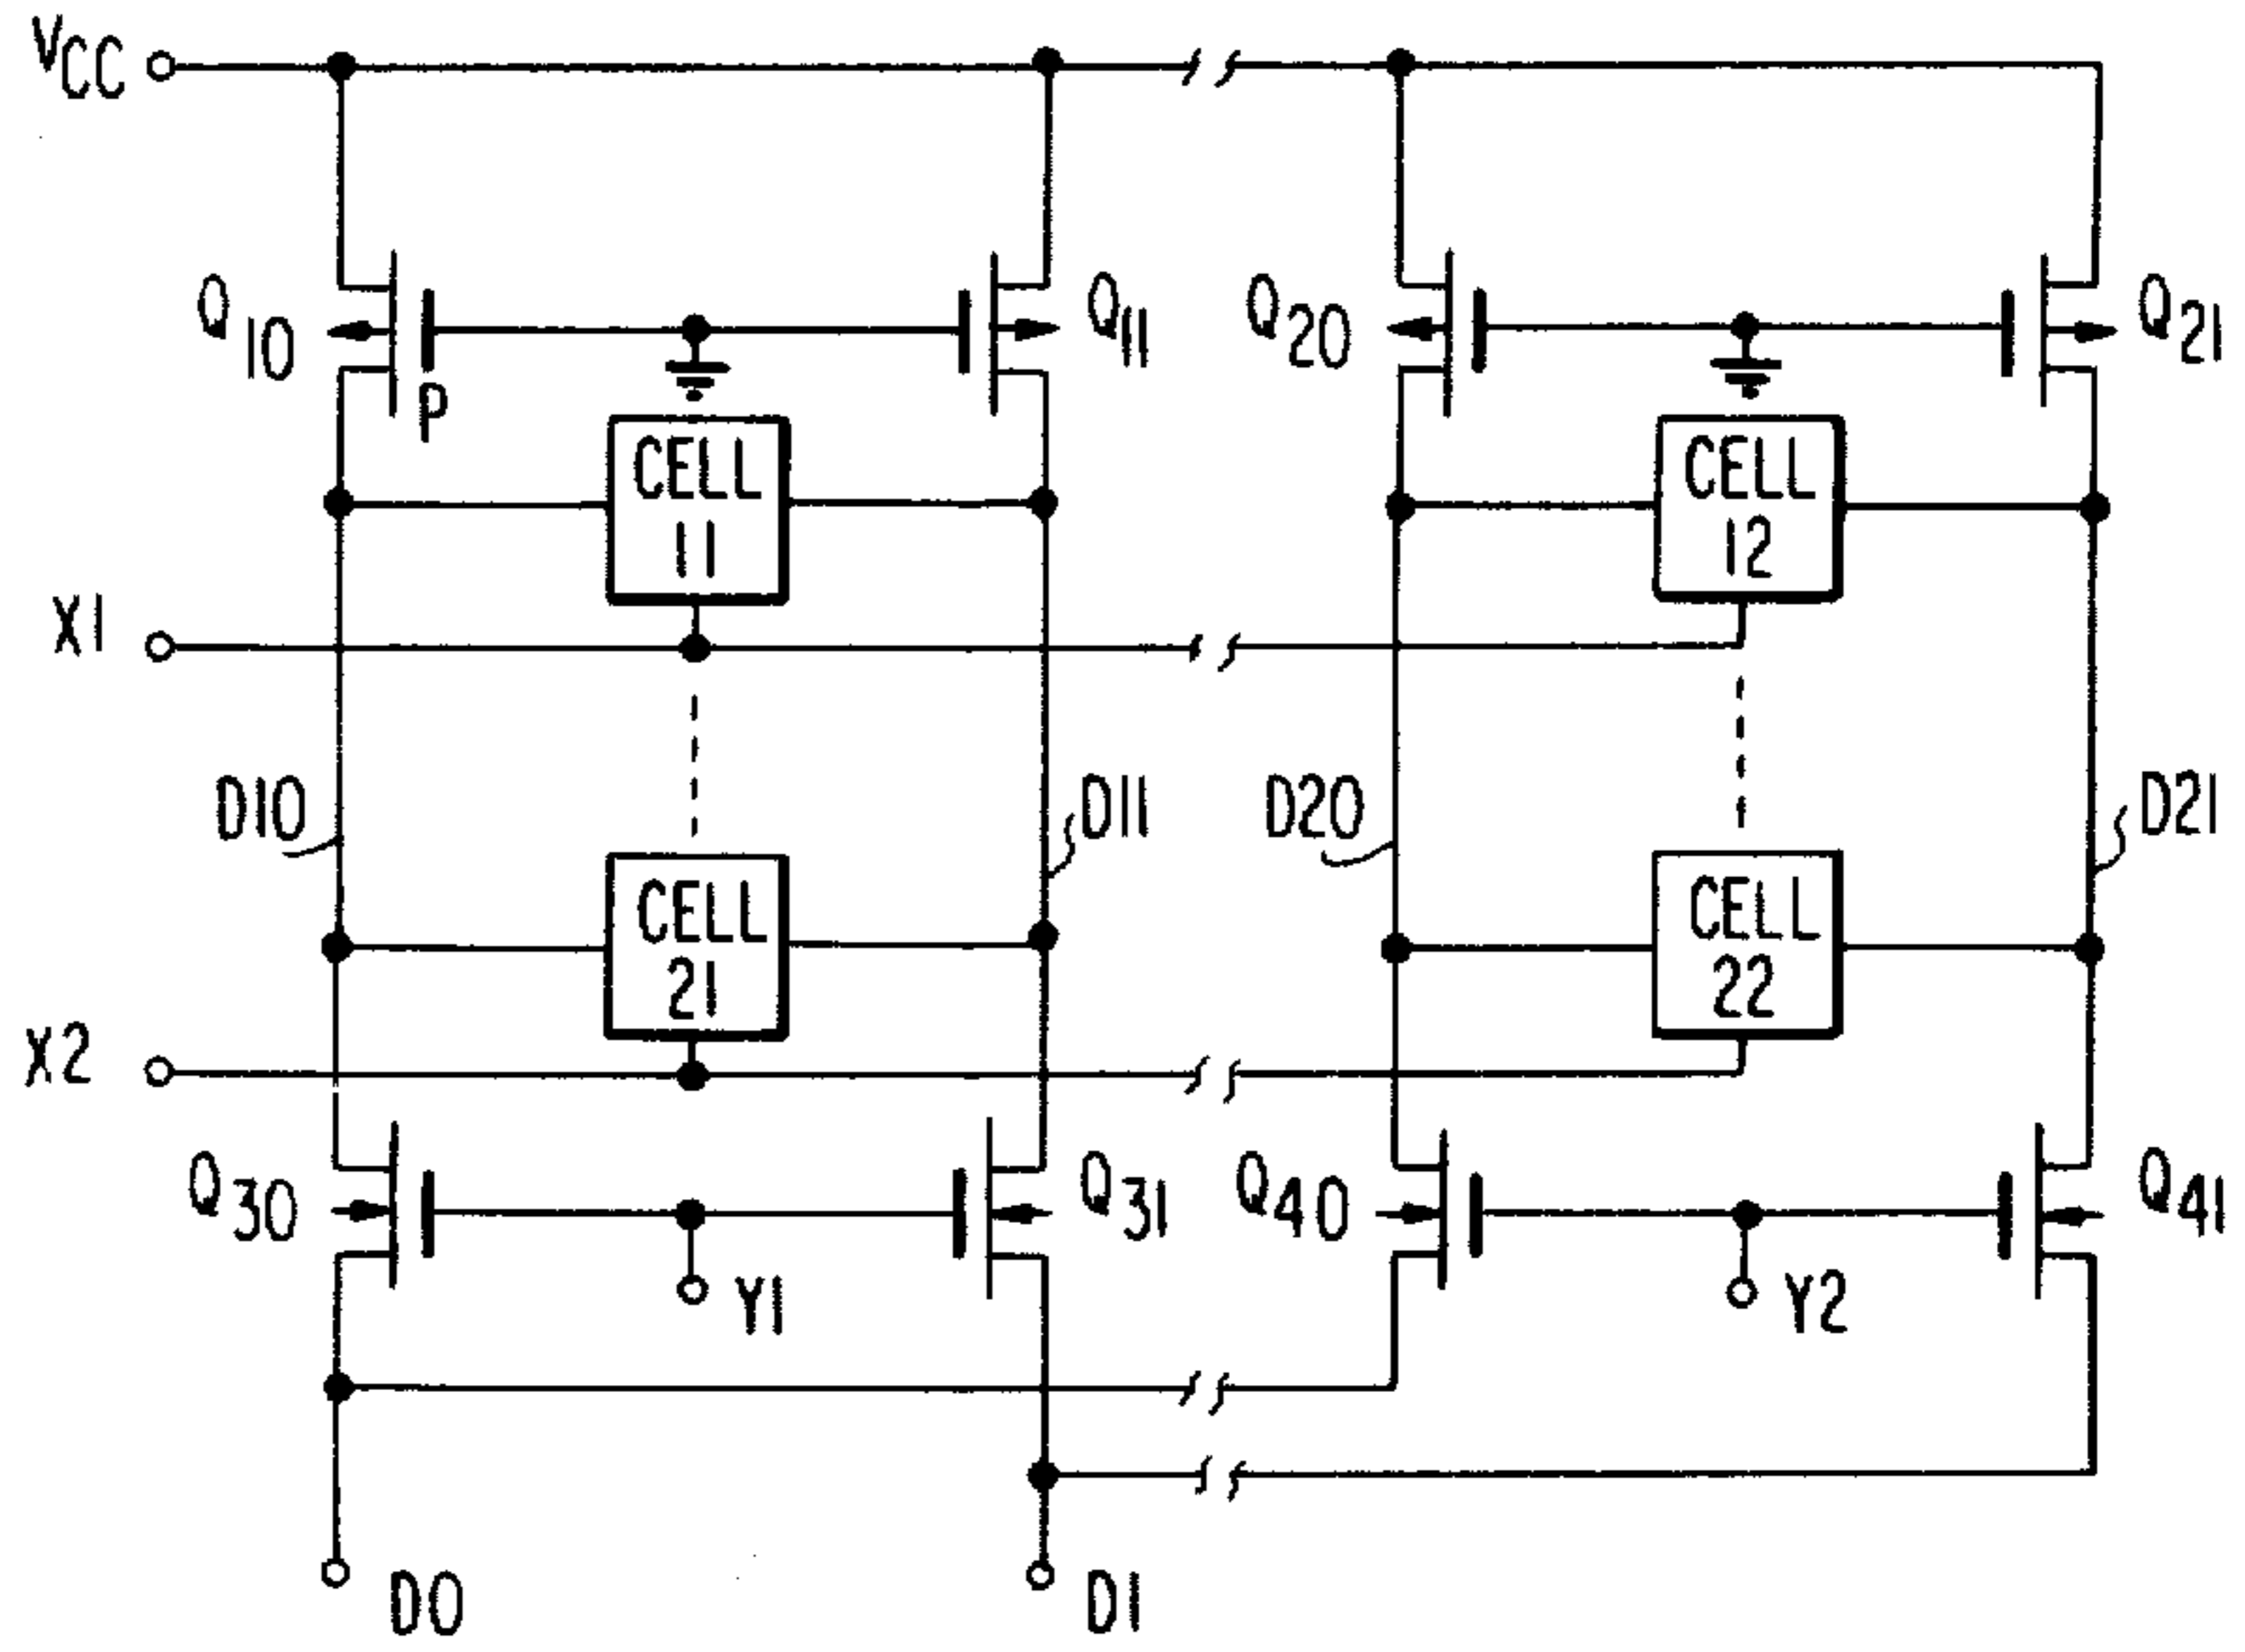 VCC
Q10
P
Q11
Q20
Q21
CELL
11
CELL
12
X1
D10
D11
D20
D21
CELL
21
CELL
22
X2
Q30
Q31
Q40
Q41
Y1
Y2
D0
D1